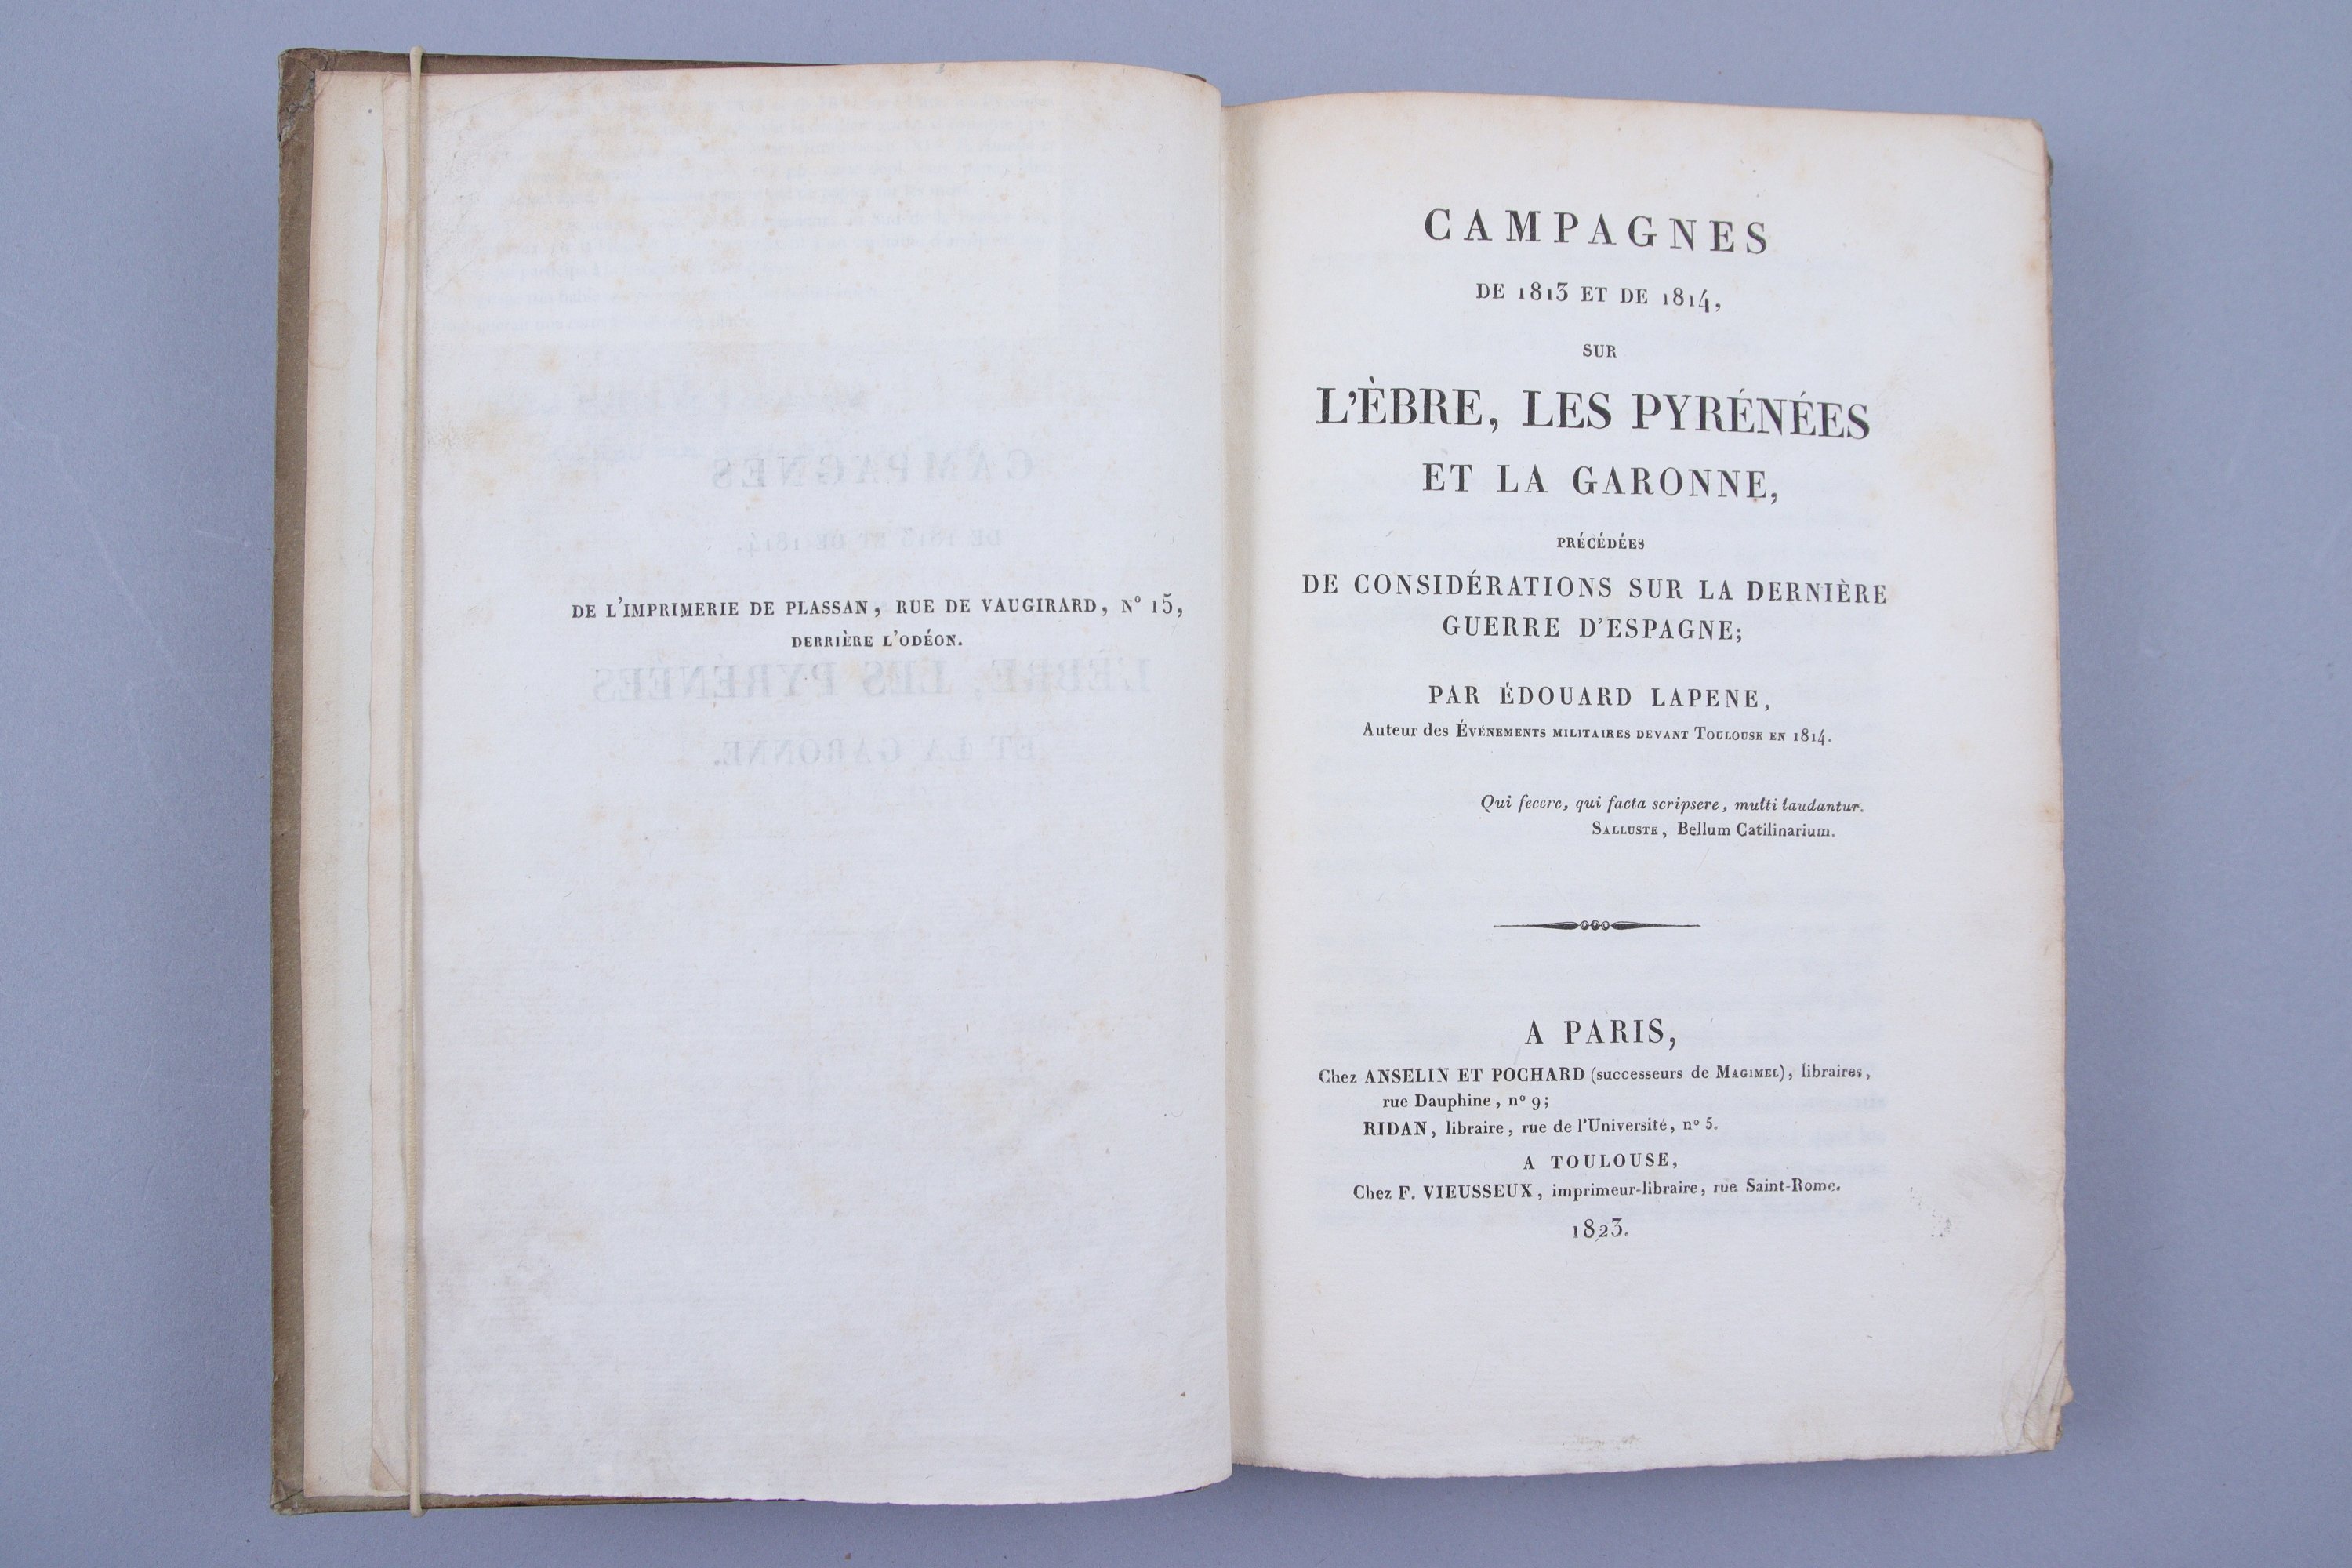 DE L'IMPRIMERIE DE PLASSAN, RUE DE VAUGIRARD, N° 15,
DERRIÈRE L'ODÉON.
CAMPAGNES
DE 1813 ET DE 1814,
SUR
L'ÈBRE, LES PYRÉNÉES
ET LA GARONNE,
PRÉCÉDÉES
DE CONSIDÉRATIONS SUR LA DERNIÈRE
GUERRE D'ESPAGNE;
PAR ÉDOUARD LAPENE,
Auteur des ÉVÉNEMENTS MILITAIRES DEVANT TOULOUSE EN 1814.
Qui fecere, qui facta scripsere, multi laudantur.
SALLUSTE, Bellum Catilinarium.
A PARIS,
Chez ANSELIN ET POCHARD (successeurs de MAGIMEL), libraires,
rue Dauphine, n° 9;
RIDAN, libraire, rue de l'Université, n° 5.
A TOULOUSE,
Chez F. VIEUSSEUX, imprimeur-libraire, rue Saint-Rome.
1823.